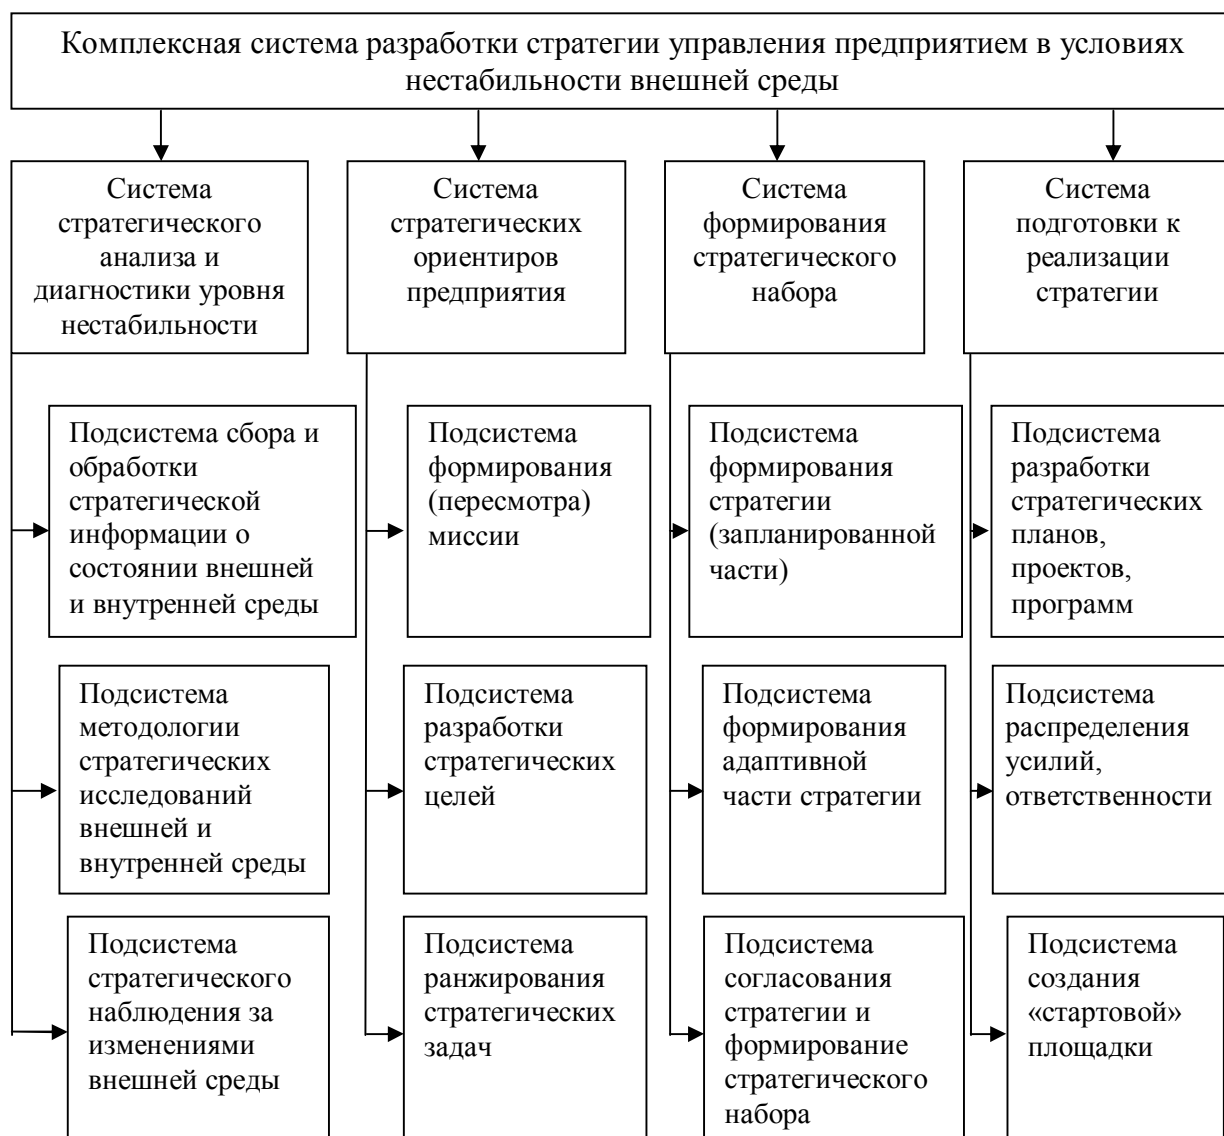 Комплексная система разработки стратегии управления предприятием в условиях
нестабильности внешней среды
Система
стратегического
анализа и
диагностики уровня
нестабильности
Система
стратегических
ориентиров
предприятия
Система
формирования
стратегического
набора
Система
подготовки к
реализации
стратегии
Подсистема сбора и
обработки
стратегической
информации о
состоянии внешней
и внутренней среды
Подсистема
формирования
(пересмотра)
миссии
Подсистема
формирования
стратегии
(запланированной
части)
Подсистема
разработки
стратегических
планов,
проектов,
программ
Подсистема
методологии
стратегических
исследований
внешней и
внутренней среды
Подсистема
разработки
стратегических
целей
Подсистема
формирования
адаптивной
части стратегии
Подсистема
распределения
усилий,
ответственности
Подсистема
стратегического
наблюдения за
изменениями
внешней среды
Подсистема
ранжирования
стратегических
задач
Подсистема
согласования
стратегии и
формирование
стратегического
набора
Подсистема
создания
«стартовой»
площадки